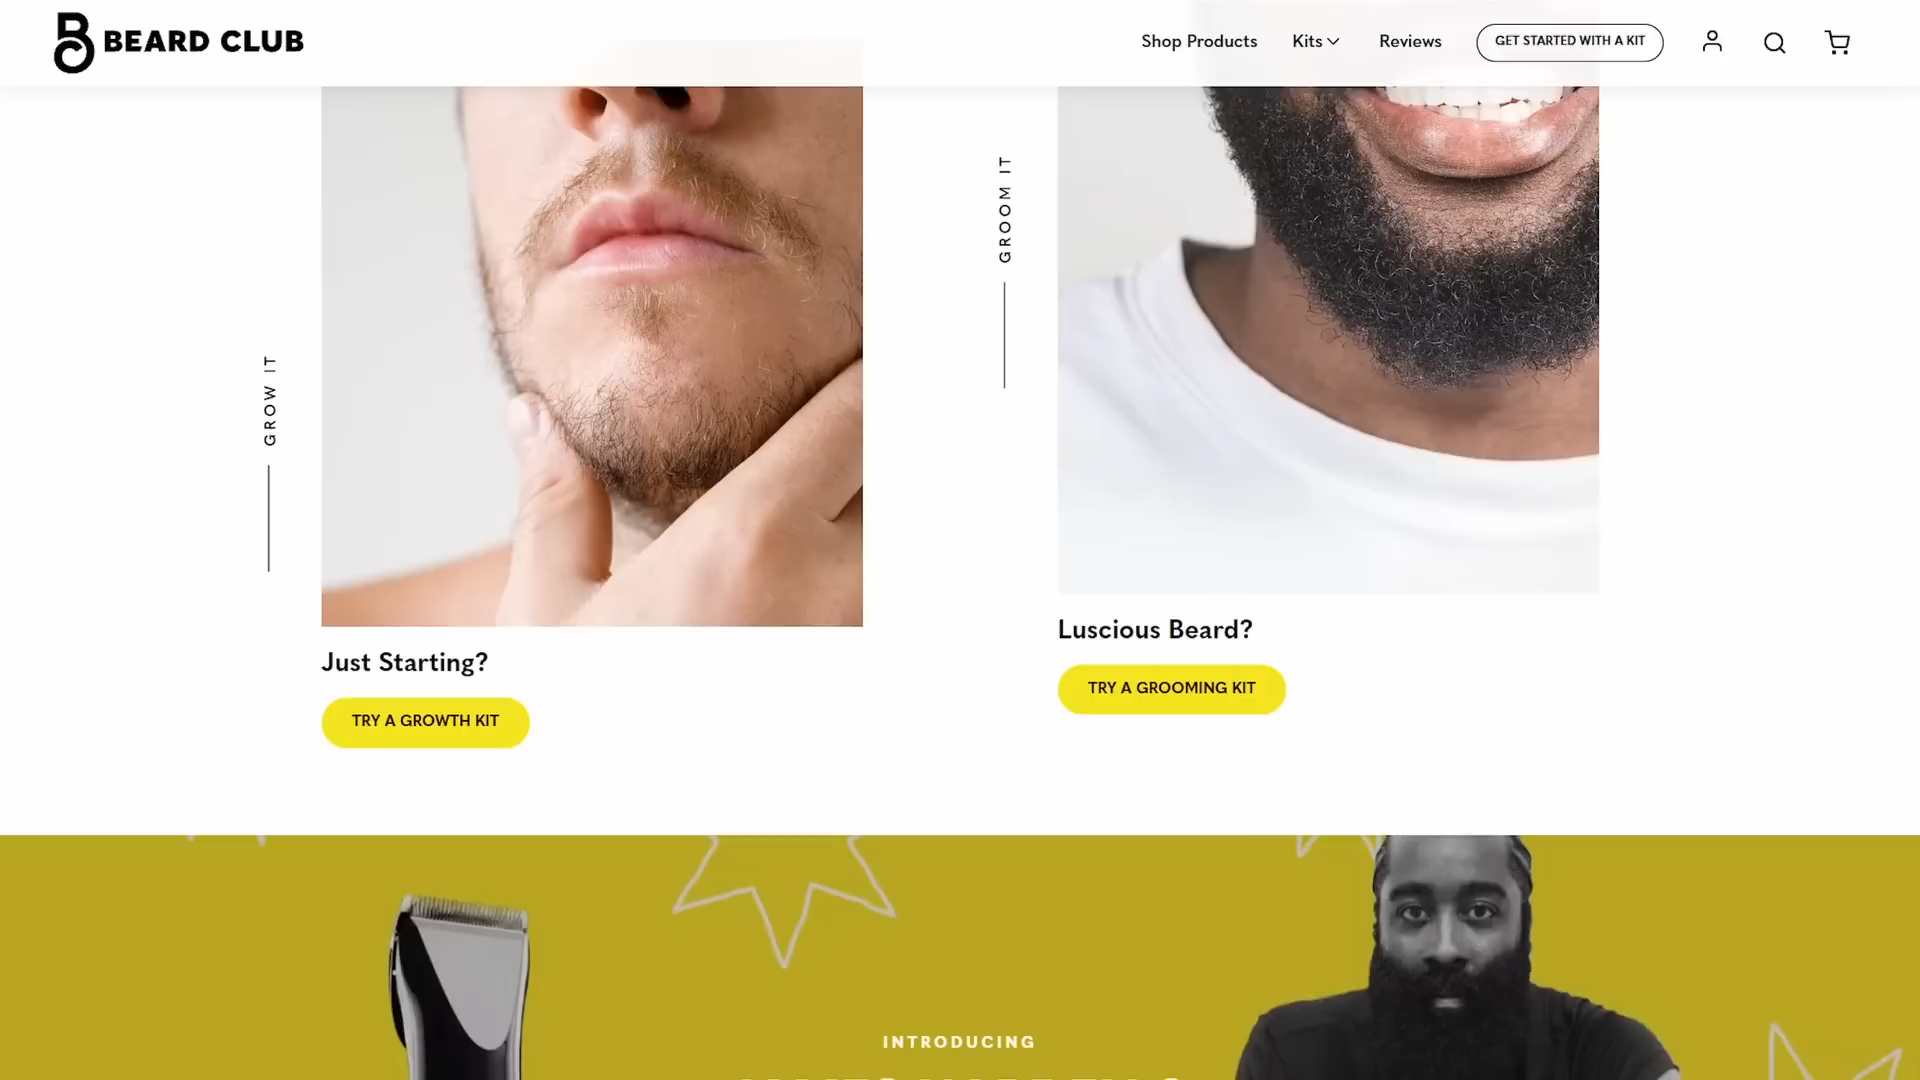 BEARD CLUB
Shop Products
Kits
Reviews
GET STARTED WITH A KIT
GROW IT
GROOM IT
Just Starting?
TRY A GROWTH KIT
Luscious Beard?
TRY A GROOMING KIT
INTRODUCING